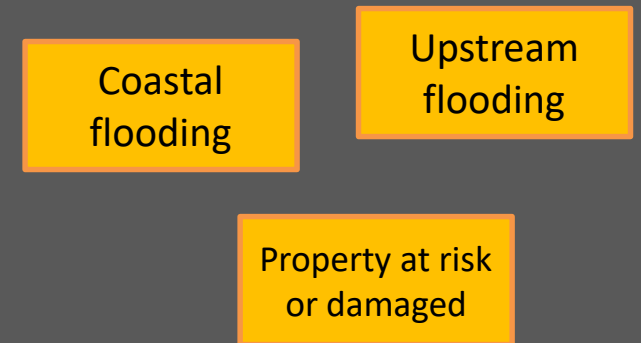 Coastal
flooding
Upstream
flooding
Property at risk
or damaged